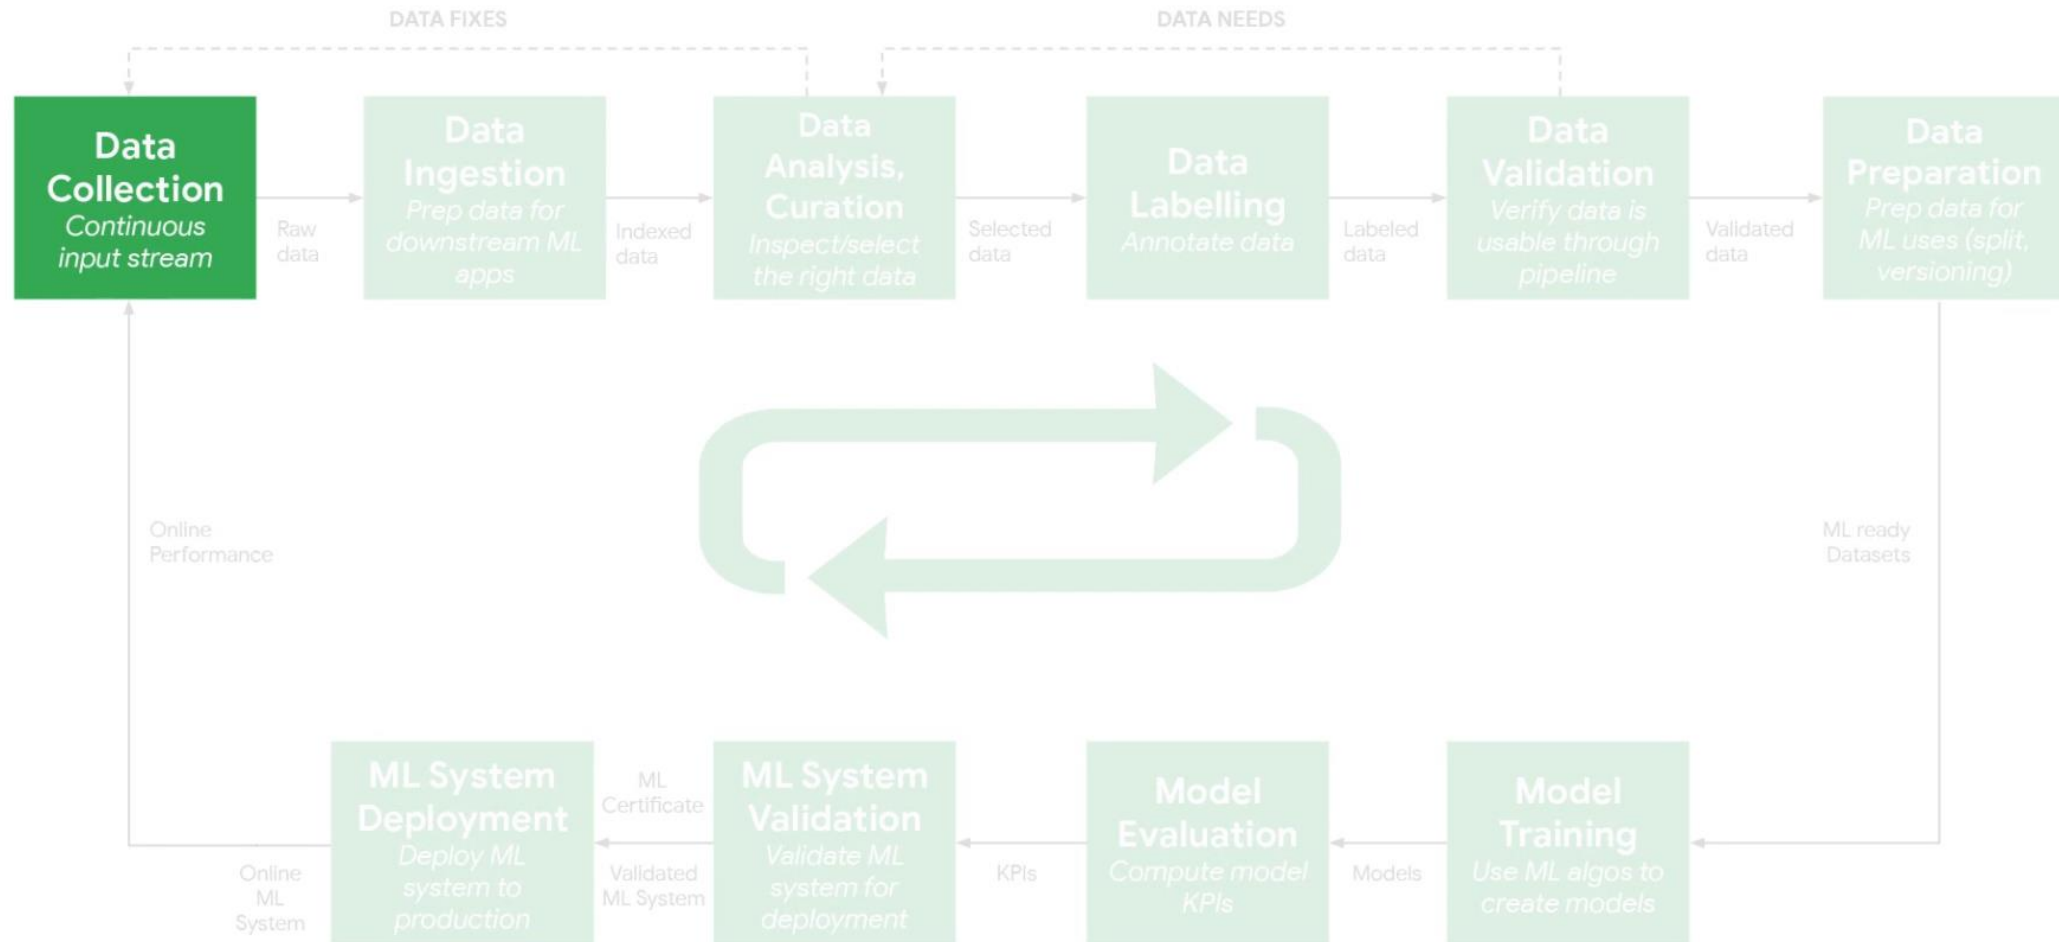 DATA FIXES
DATA NEEDS
Data
Collection
Continuous
input stream
Raw
data
Data
Ingestion
Prep data for
downstream ML
apps
Indexed
data
Data
Analysis,
Curation
Inspect/select
the right data
Selected
data
Data
Labelling
Annotate data
Labeled
data
Data
Validation
Verify data is
usable through
pipeline
Validated
data
Data
Preparation
Prep data for
ML uses (split,
versioning)
Online
Performance
ML ready
Datasets
ML System
Deployment
Deploy ML
system to
production
ML
Certificate
Validated
ML System
ML System
Validation
Validate ML
system for
deployment
KPIs
Model
Evaluation
Compute model
KPIs
Models
Model
Training
Use ML algos to
create models
Online
ML
System